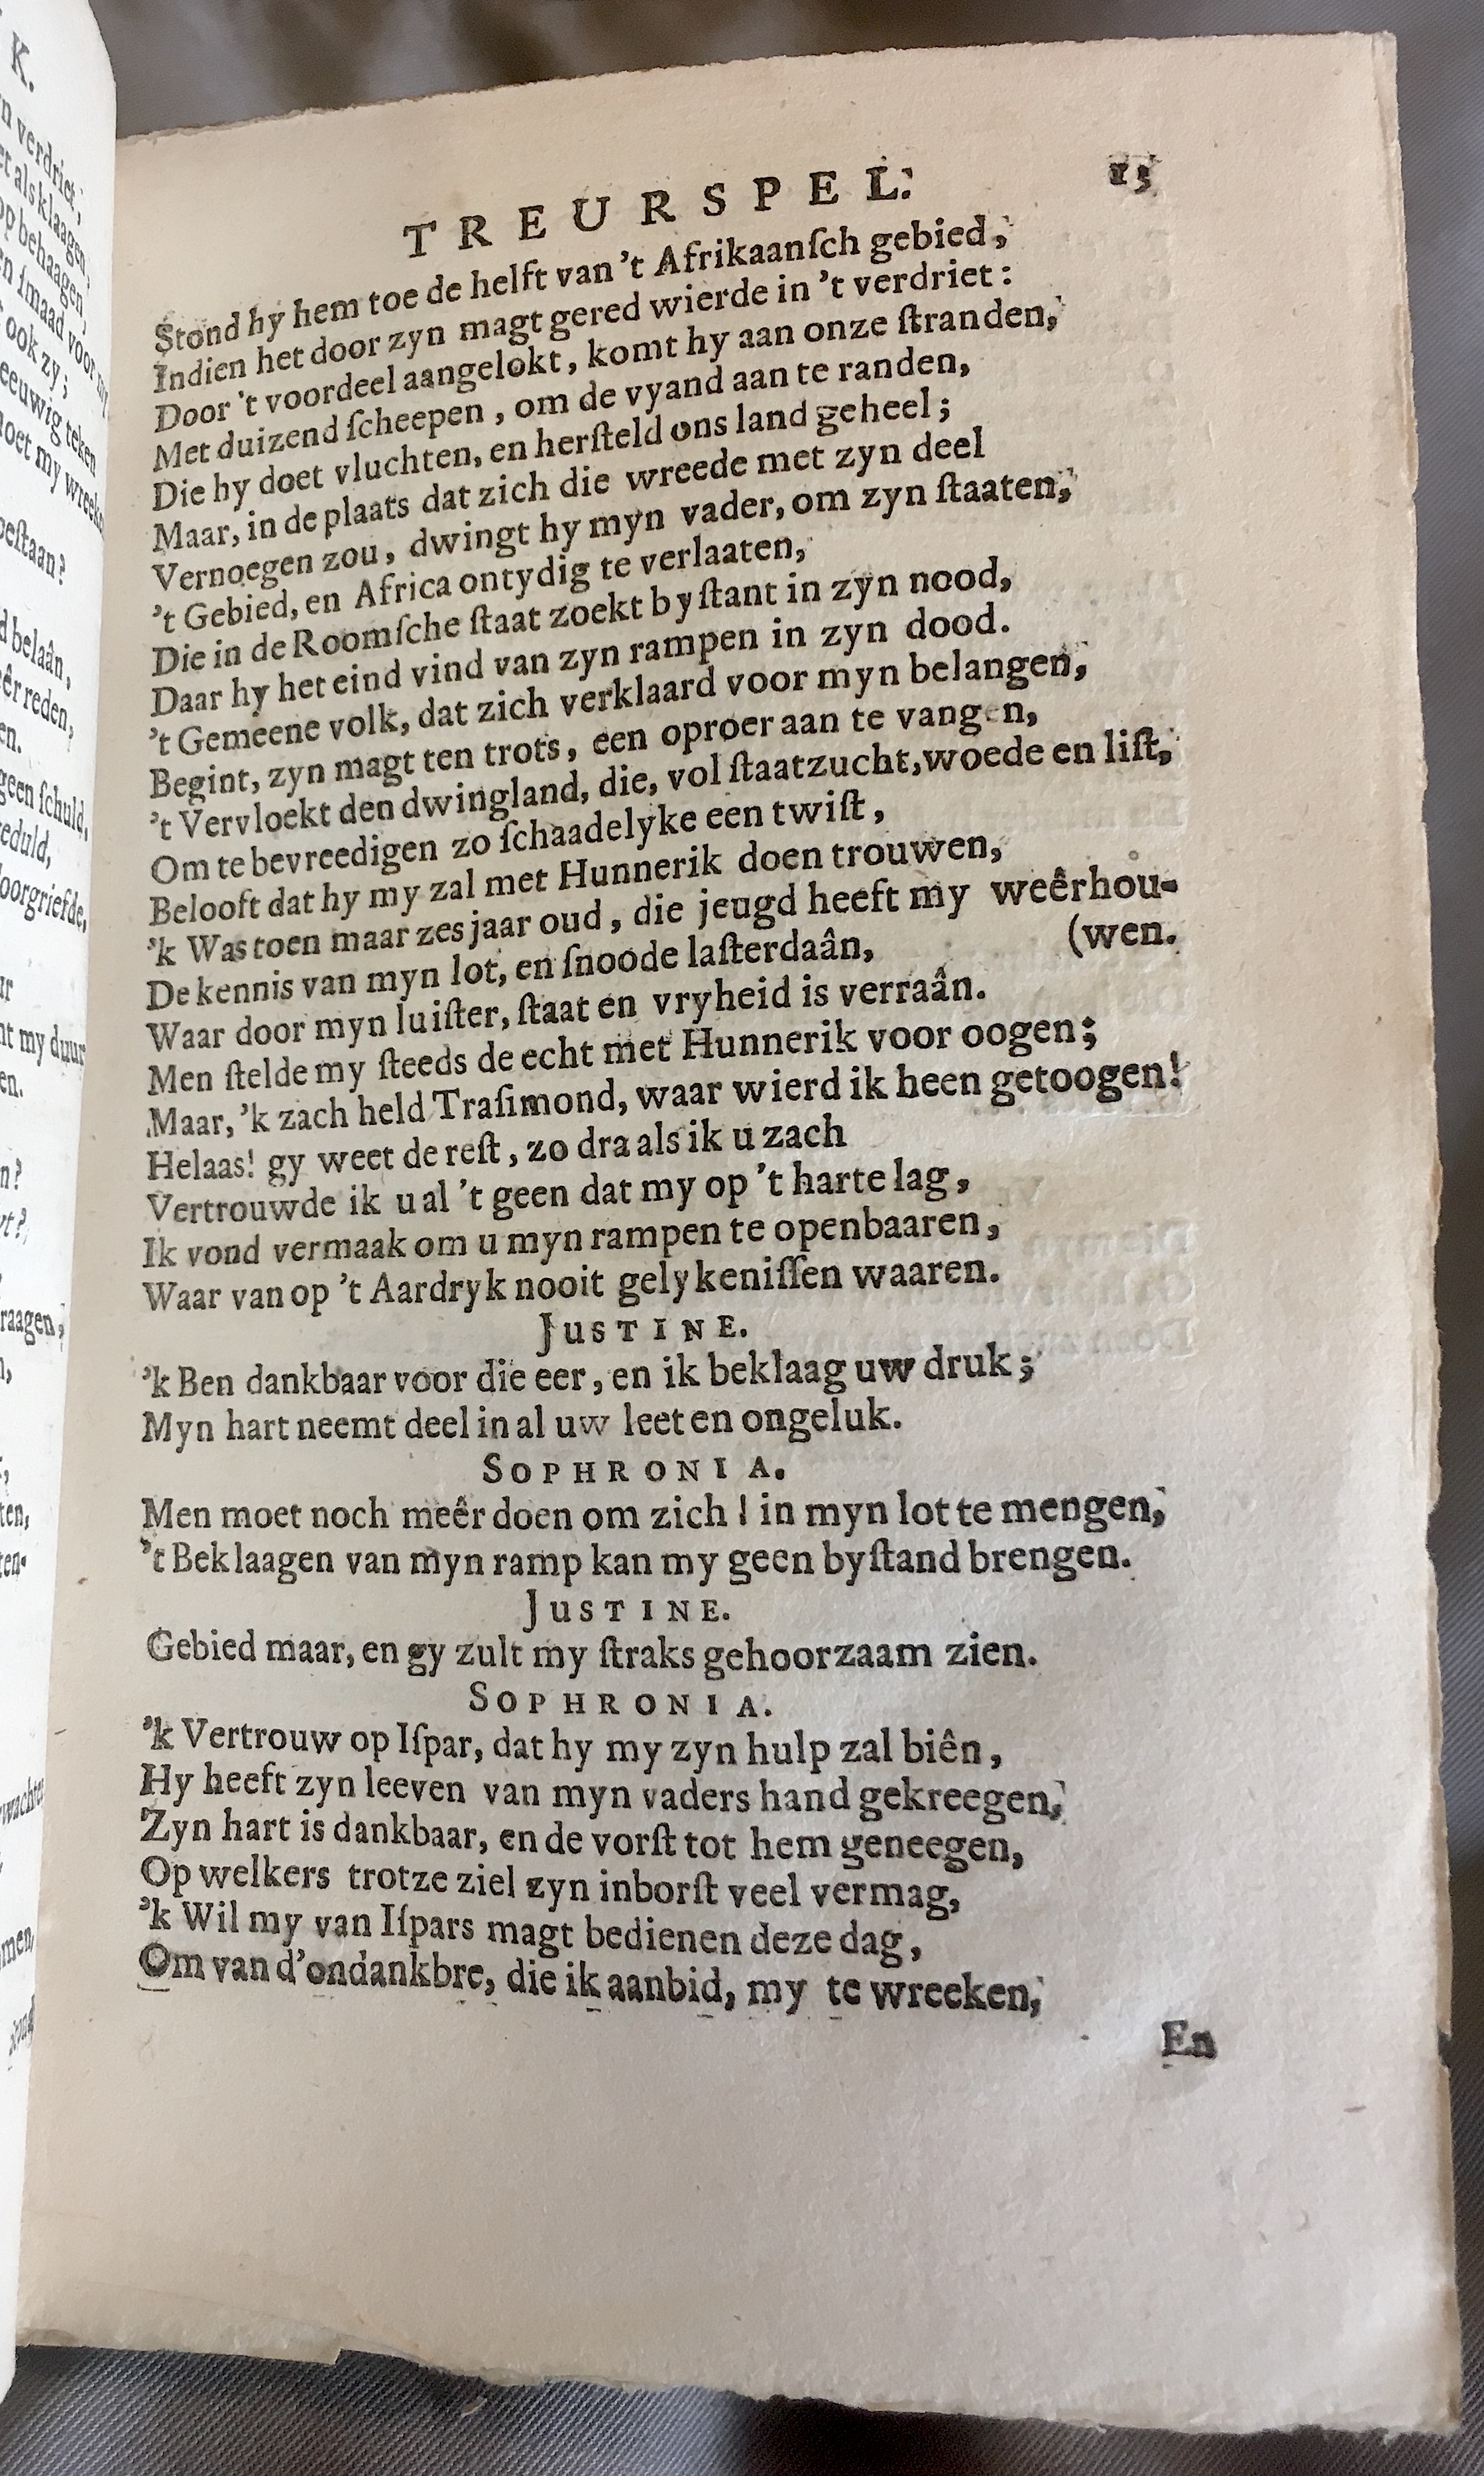 TREURSPEL. 15
Stond hy hem toe de helft van 't Afrikaanſch gebied,
Indien het door zyn magt gered wierde in 't verdriet:
Door 't voordeel aangelokt, komt hy aan onze ſtranden,
Met duizend ſcheepen, om de vyand aan te randen,
Die hy doet vluchten, en herſteld ons land geheel;
Maar, in de plaats dat zich die wreede met zyn deel
Vernoegen zou, dwingt hy myn vader, om zyn ſtaaten,
't Gebied, en Africa ontydig te verlaaten,
Die in de Roomſche ſtaat zoekt byſtant in zyn nood,
Daar hy het eind vind van zyn rampen in zyn dood.
't Gemeene volk, dat zich verklaard voor myn belangen,
Begint, zyn magt ten trots, een oproer aan te vangen,
't Vervloekt den dwingland, die, vol ſtaatzucht, woede en liſt,
Om te bevreedigen zo ſchaadelyke een twiſt,
Belooft dat hy my zal met Hunnerik doen trouwen,
'k Was toen maar zes jaar oud, die jeugd heeft my weêrhou-
(wen.
De kennis van myn lot, en ſnoode laſterdaân,
Waar door myn luiſter, ſtaat en vryheid is verraân.
Men ſtelde my ſteeds de echt met Hunnerik voor oogen;
Maar, 'k zach held Traſimond, waar wierd ik heen getoogen!
Helaas! gy weet de reſt, zo dra als ik u zach
Vertrouwde ik u al 't geen dat my op 't harte lag,
Ik vond vermaak om u myn rampen te openbaaren,
Waar van op 't Aardryk nooit gelykeniſſen waaren.
JUSTINE.
'k Ben dankbaar voor die eer, en ik beklaag uw druk;
Myn hart neemt deel in al uw leet en ongeluk.
SOPHRONIA.
Men moet noch meêr doen om zich! in myn lot te mengen,
't Beklaagen van myn ramp kan my geen byſtand brengen.
JUSTINE.
Gebied maar, en gy zult my ſtraks gehoorzaam zien.
SOPHRONIA.
'k Vertrouw op Iſpar, dat hy my zyn hulp zal biên,
Hy heeft zyn leeven van myn vaders hand gekreegen,
Zyn hart is dankbaar, en de vorſt tot hem geneegen,
Op welkers trotze ziel zyn inborſt veel vermag,
'k Wil my van Iſpars magt bedienen deze dag,
Om van d'ondankbre, die ik aanbid, my te wreeken,
En